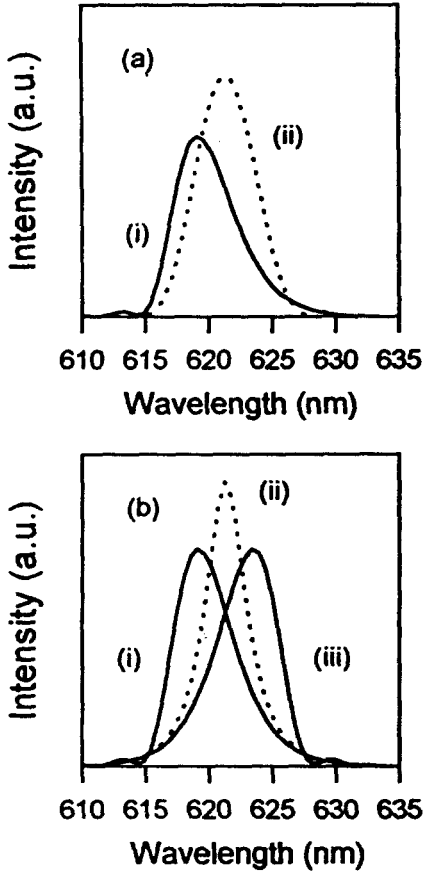 (a)
(ii)
(i)
Intensity (a.u.)
610 615 620 625 630 635
Wavelength (nm)
(b)
(ii)
(i)
(iii)
Intensity (a.u.)
610 615 620 625 630 635
Wavelength (nm)